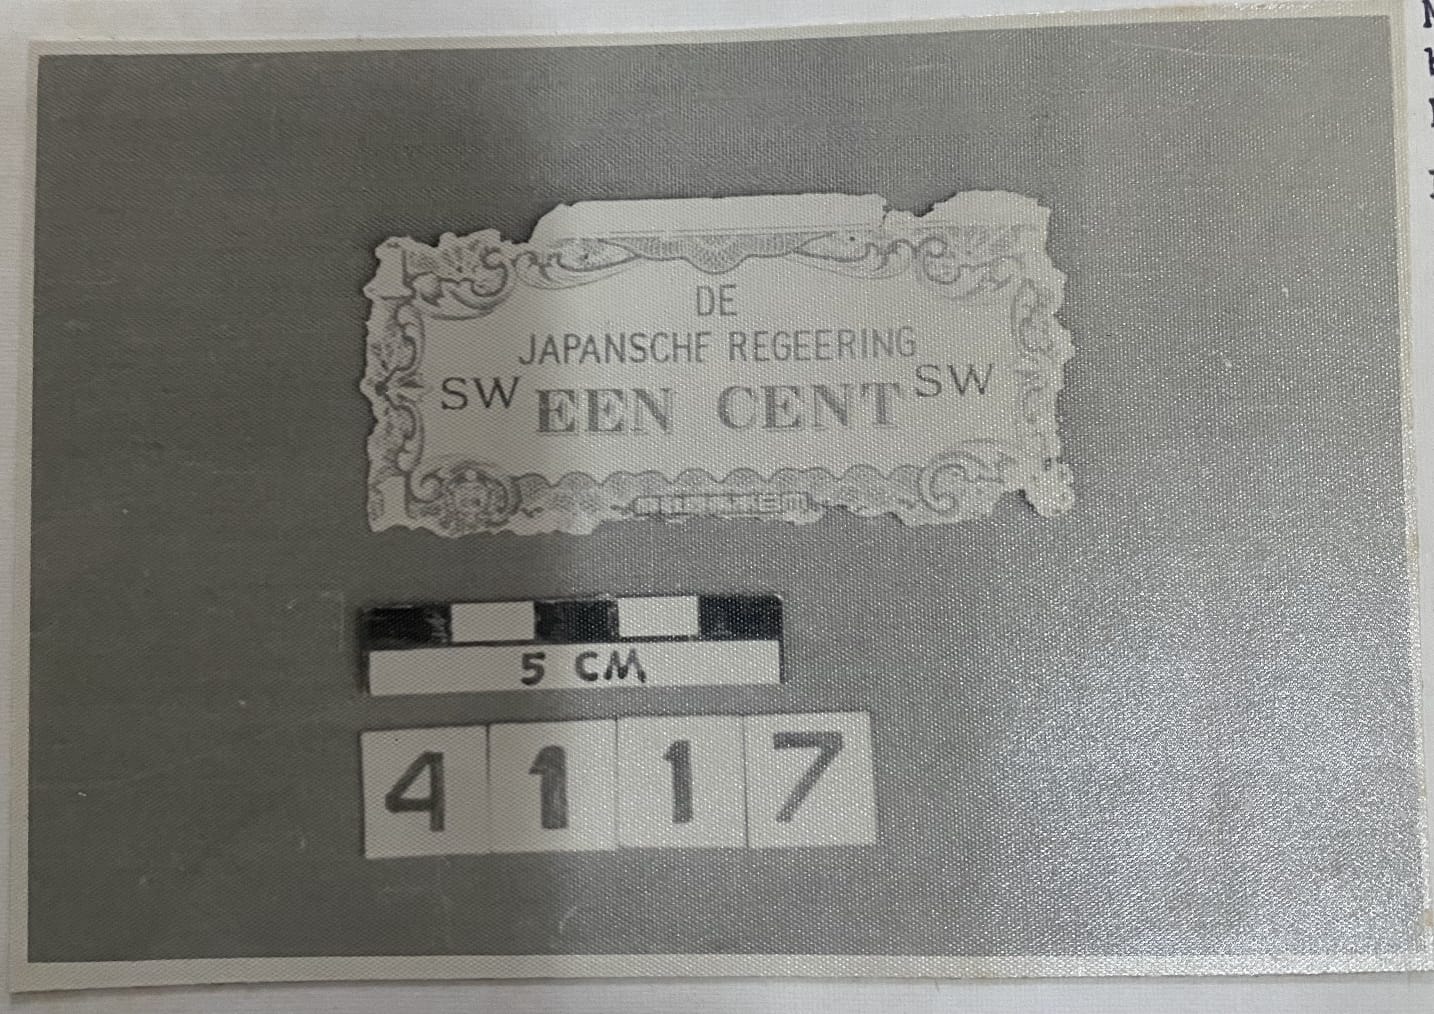 DE
JAPANSCHE REGEERING
SW EEN CENT SW
5 CM
4117